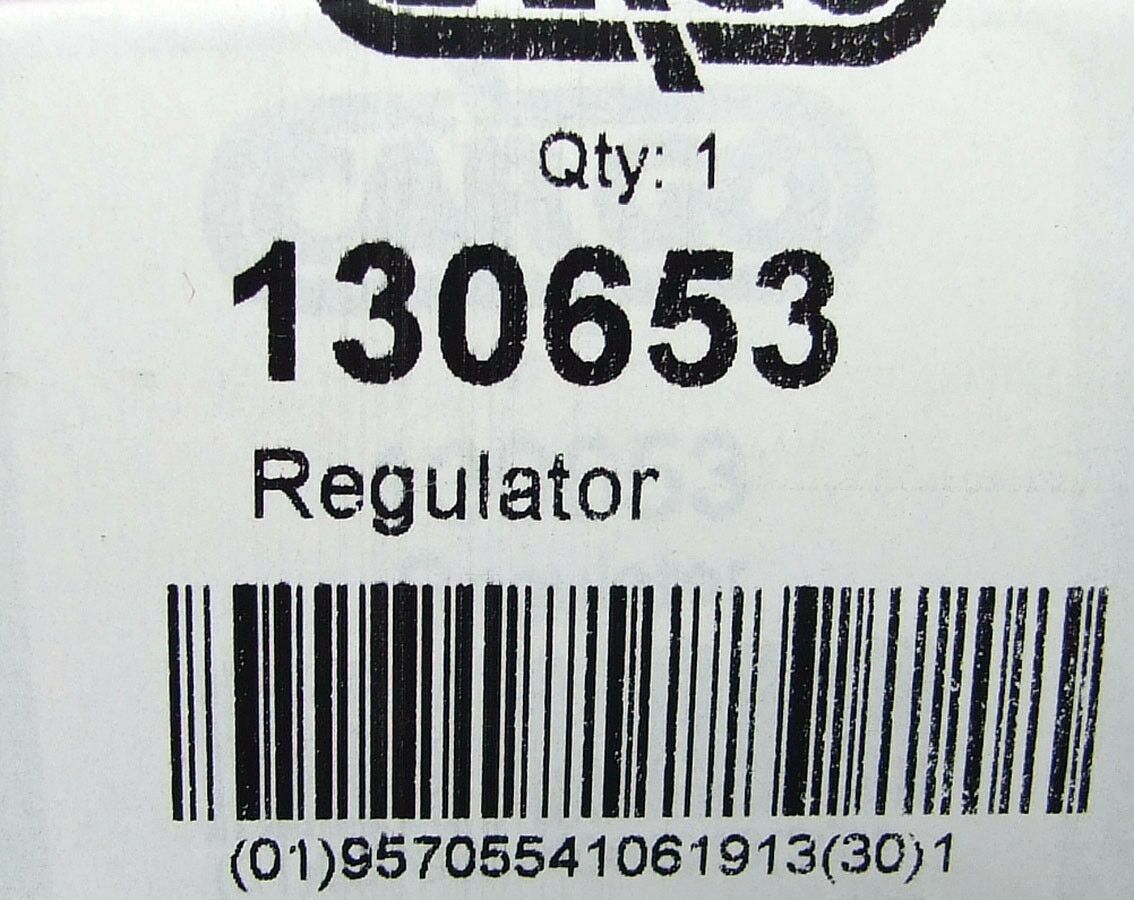 Qty: 1
130653
Regulator
(01)95705541061913(30)1